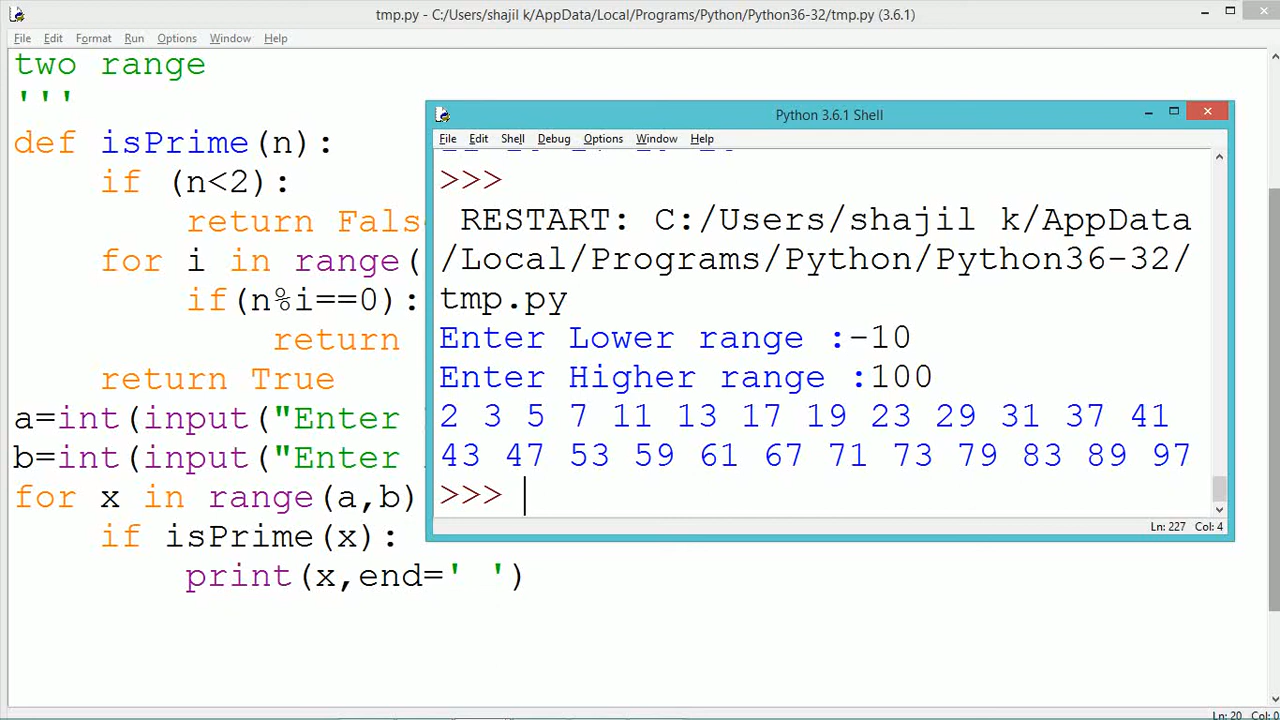 tmp.py - C:/Users/shajil k/AppData/Local/Programs/Python/Python36-32/tmp.py (3.6.1)
File Edit Format Run Options Window Help
two range
'''
def isPrime(n):
if (n<2):
return Fals
for i in range(
if(n%i==0):
return
return True
a=int(input("Enter
b=int(input("Enter
for x in range(a,b)
if isPrime(x):
print(x,end=' ')
Ln: 20 Col: 0
Python 3.6.1 Shell
File Edit Shell Debug Options Window Help
>>>
RESTART: C:/Users/shajil k/AppData
/Local/Programs/Python/Python36-32/
tmp.py
Enter Lower range :-10
Enter Higher range :100
2 3 5 7 11 13 17 19 23 29 31 37 41
43 47 53 59 61 67 71 73 79 83 89 97
>>>
Ln: 227 Col: 4